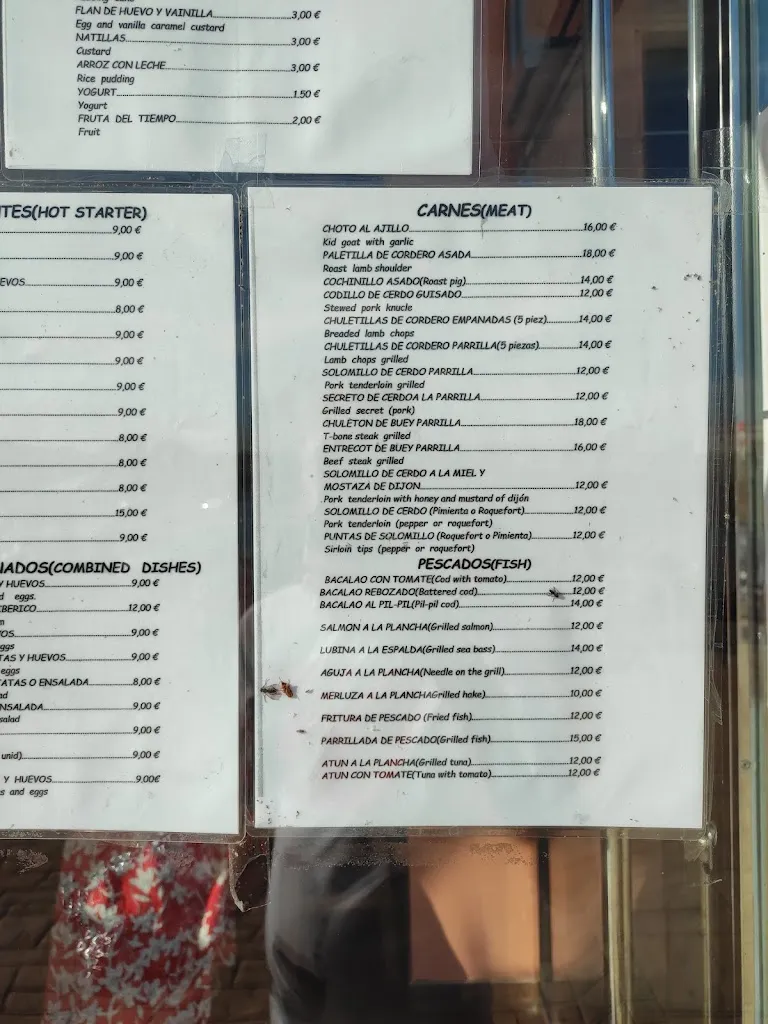 FLAN DE HUEVO Y VAINILLA 3,00 €
Egg and vanilla caramel custard
NATILLAS 3,00 €
Custard
ARROZ CON LECHE 3,00 €
Rice pudding
YOGURT 1.50 €
Yogurt
FRUTA DEL TIEMPO 2,00 €
Fruit
TES(HOT STARTER)
9,00 €
9,00 €
EVOS 9,00 €
8,00 €
9,00 €
9,00 €
9,00 €
9,00 €
8,00 €
8,00 €
8,00 €
15,00 €
9,00 €
NADOS(COMBINED DISHES)
Y HUEVOS 9,00 €
d eggs.
BERICO 12,00 €
m
OS 9,00 €
ggs
TAS Y HUEVOS 9,00 €
eggs
ATAS O ENSALADA 8,00 €
ad
NSALADA 9,00 €
salad
9,00 €
unid) 9,00 €
Y HUEVOS 9,00€
s and eggs
CARNES(MEAT)
CHOTO AL AJILLO 16,00 €
Kid goat with garlic
PALETILLA DE CORDERO ASADA 18,00 €
Roast lamb shoulder
COCHINILLO ASADO(Roast pig) 14,00 €
CODILLO DE CERDO GUISADO 12,00 €
Stewed pork knucle
CHULETILLAS DE CORDERO EMPANADAS (5 piez) 14,00 €
Breaded lamb chops
CHULETILLAS DE CORDERO PARRILLA(5 piezas) 14,00 €
Lamb chops grilled
SOLOMILLO DE CERDO PARRILLA 12,00 €
Pork tenderloin grilled
SECRETO DE CERDOA LA PARRILLA 12,00 €
Grilled secret (pork)
CHULETON DE BUEY PARRILLA 18,00 €
T-bone steak grilled
ENTRECOT DE BUEY PARRILLA 16,00 €
Beef steak grilled
SOLOMILLO DE CERDO A LA MIEL Y
MOSTAZA DE DIJON 12,00 €
Pork tenderloin with honey and mustard of dijón
SOLOMILLO DE CERDO (Pimienta o Roquefort) 12,00 €
Pork tenderloin (pepper or roquefort)
PUNTAS DE SOLOMILLO (Roquefort o Pimienta) 12,00 €
Sirloin tips (pepper or roquefort)
PESCADOS(FISH)
BACALAO CON TOMATE(Cod with tomato) 12,00 €
BACALAO REBOZADO(Battered cod) 12,00 €
BACALAO AL PIL-PIL(Pil-pil cod) 14,00 €
SALMON A LA PLANCHA(Grilled salmon) 12,00 €
LUBINA A LA ESPALDA(Grilled sea bass) 14,00 €
AGUJA A LA PLANCHA(Needle on the grill) 12,00 €
MERLUZA A LA PLANCHAGrilled hake) 10,00 €
FRITURA DE PESCADO (Fried fish) 12,00 €
PARRILLADA DE PESCADO(Grilled fish) 15,00 €
ATUN A LA PLANCHA(Grilled tuna) 12,00 €
ATUN CON TOMATE(Tuna with tomato) 12,00 €